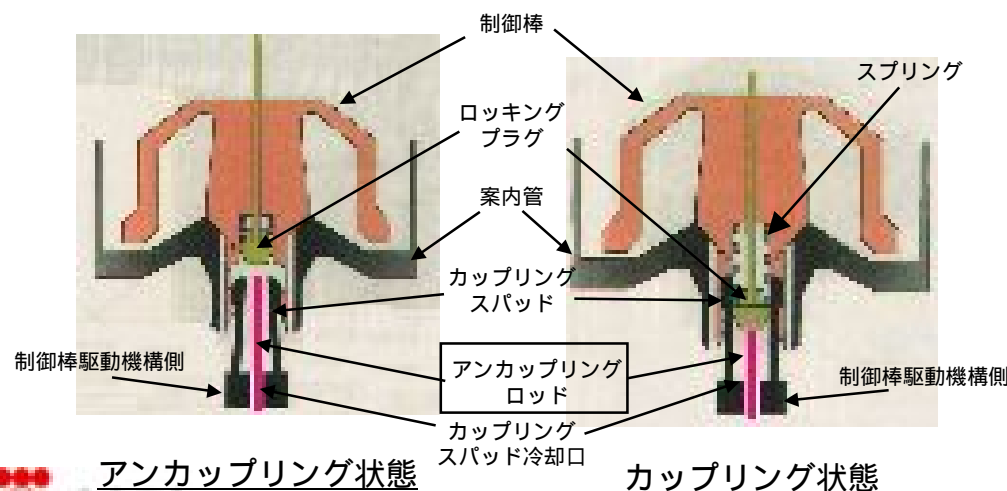 制御棒
スプリング
ロッキング
プラグ
案内管
カップリング
スパッド
制御棒駆動機構側
アンカップリング
ロッド
制御棒駆動機構側
カップリング
スパッド冷却口
アンカップリング状態
カップリング状態